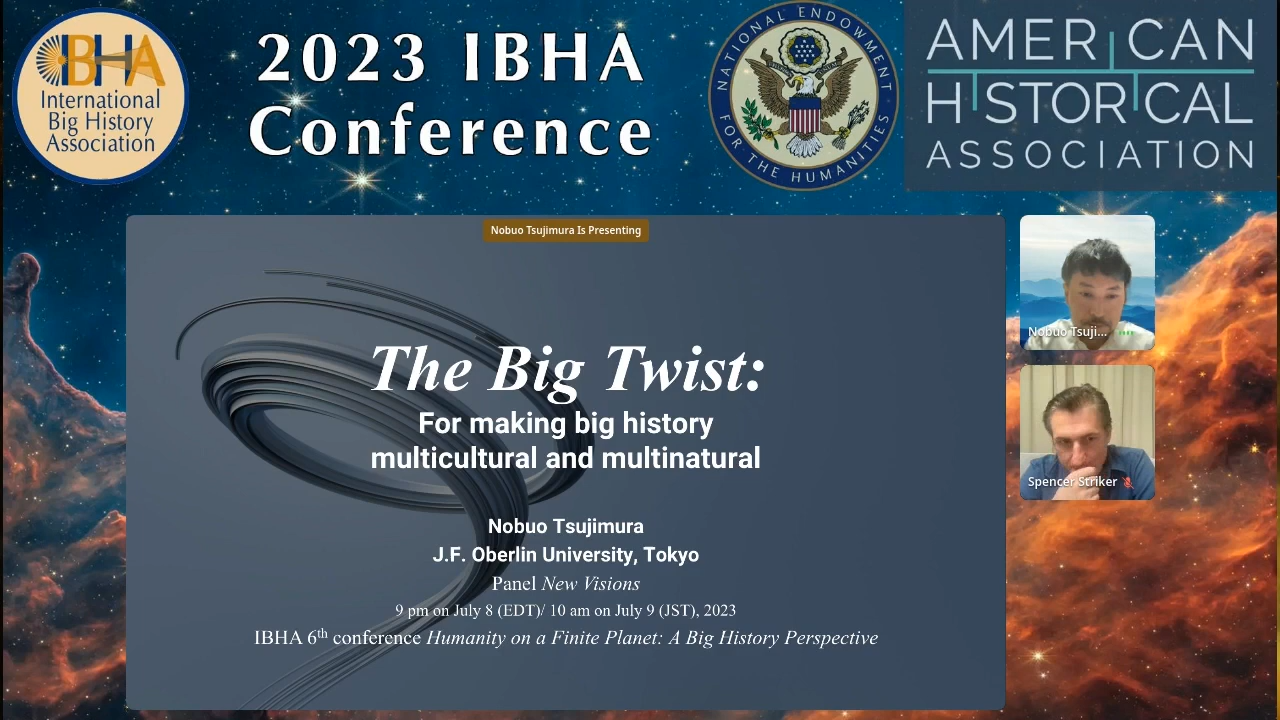 IBHA
International
Big History
Association
2023 IBHA
Conference
NATIONAL ENDOWMENT
FOR THE HUMANITIES
AMERICAN
HISTORICAL
ASSOCIATION
Nobuo Tsujimura Is Presenting
The Big Twist:
For making big history
multicultural and multinatural
Nobuo Tsujimura
J.F. Oberlin University, Tokyo
Panel New Visions
9 pm on July 8 (EDT)/ 10 am on July 9 (JST), 2023
IBHA 6th conference Humanity on a Finite Planet: A Big History Perspective
Nobuo Tsuji...
Spencer Striker